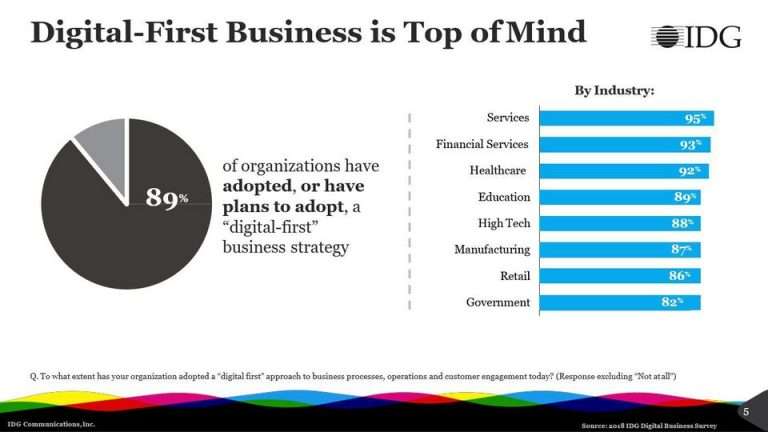 Digital-First Business is Top of Mind
IDG
89%
of organizations have
adopted, or have
plans to adopt, a
“digital-first”
business strategy
By Industry:
Services 95%
Financial Services 93%
Healthcare 92%
Education 89%
High Tech 88%
Manufacturing 87%
Retail 86%
Government 82%
Q. To what extent has your organization adopted a “digital first” approach to business processes, operations and customer engagement today? (Response excluding “Not at all”)
5
IDG Communications, Inc.
Source: 2018 IDG Digital Business Survey